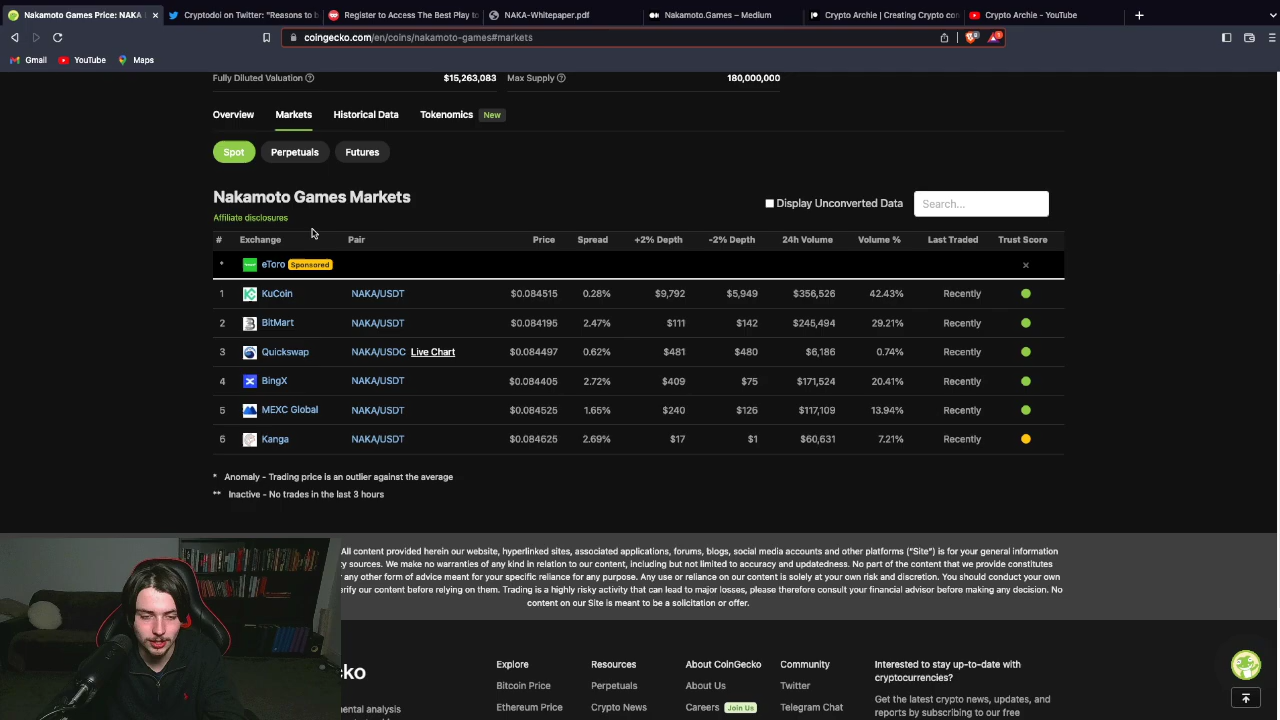 Nakamoto Games Price: NAKA
Cryptodoi on Twitter: "Reasons to b
Register to Access The Best Play to
NAKA-Whitepaper.pdf
Nakamoto.Games – Medium
Crypto Archie | Creating Crypto con
Crypto Archie - YouTube
coingecko.com/en/coins/nakamoto-games#markets
Gmail YouTube Maps
Fully Diluted Valuation $15,263,083 Max Supply 180,000,000
Overview Markets Historical Data Tokenomics New
Spot Perpetuals Futures
Nakamoto Games Markets
Display Unconverted Data Search...
Affiliate disclosures
# Exchange Pair Price Spread +2% Depth -2% Depth 24h Volume Volume % Last Traded Trust Score
* eToro Sponsored ×
1 KuCoin NAKA/USDT $0.084515 0.28% $9,792 $5,949 $356,526 42.43% Recently
2 BitMart NAKA/USDT $0.084195 2.47% $111 $142 $245,494 29.21% Recently
3 Quickswap NAKA/USDC Live Chart $0.084497 0.62% $481 $480 $6,186 0.74% Recently
4 BingX NAKA/USDT $0.084405 2.72% $409 $75 $171,524 20.41% Recently
5 MEXC Global NAKA/USDT $0.084525 1.65% $240 $126 $117,109 13.94% Recently
6 Kanga NAKA/USDT $0.084625 2.69% $17 $1 $60,631 7.21% Recently
* Anomaly - Trading price is an outlier against the average
** Inactive - No trades in the last 3 hours
All content provided herein our website, hyperlinked sites, associated applications, forums, blogs, social media accounts and other platforms ("Site") is for your general information
ty sources. We make no warranties of any kind in relation to our content, including but not limited to accuracy and updatedness. No part of the content that we provide constitutes
r any other form of advice meant for your specific reliance for any purpose. Any use or reliance on our content is solely at your own risk and discretion. You should conduct your own
erify our content before relying on them. Trading is a highly risky activity that can lead to major losses, please therefore consult your financial advisor before making any decision. No
content on our Site is meant to be a solicitation or offer.
cko
mental analysis
Explore
Bitcoin Price
Ethereum Price
Resources
Perpetuals
Crypto News
About CoinGecko
About Us
Careers Join Us
Community
Twitter
Telegram Chat
Interested to stay up-to-date with
cryptocurrencies?
Get the latest crypto news, updates, and
reports by subscribing to our free